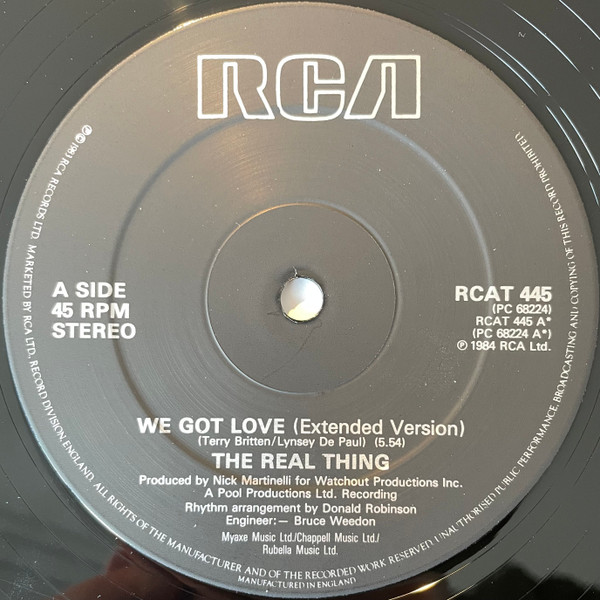 RCA
A SIDE
45 RPM
STEREO
RCAT 445
(PC 68224)
RCAT 445 A*
(PC 68224 A*)
℗ 1984 RCA Ltd.
WE GOT LOVE (Extended Version)
(Terry Britten/Lynsey De Paul) (5.54)
THE REAL THING
Produced by Nick Martinelli for Watchout Productions Inc.
A Pool Productions Ltd. Recording
Rhythm arrangement by Donald Robinson
Engineer:— Bruce Weedon
Myaxe Music Ltd./Chappell Music Ltd./
Rubella Music Ltd.
RCA RECORDS LTD. MARKETED BY RCA LTD., RECORD DIVISION, ENGLAND. ALL RIGHTS OF THE MANUFACTURER AND OF THE RECORDED WORK RESERVED. UNAUTHORISED PUBLIC PERFORMANCE, BROADCASTING AND COPYING OF THIS RECORD PROHIBITED
MANUFACTURED IN ENGLAND